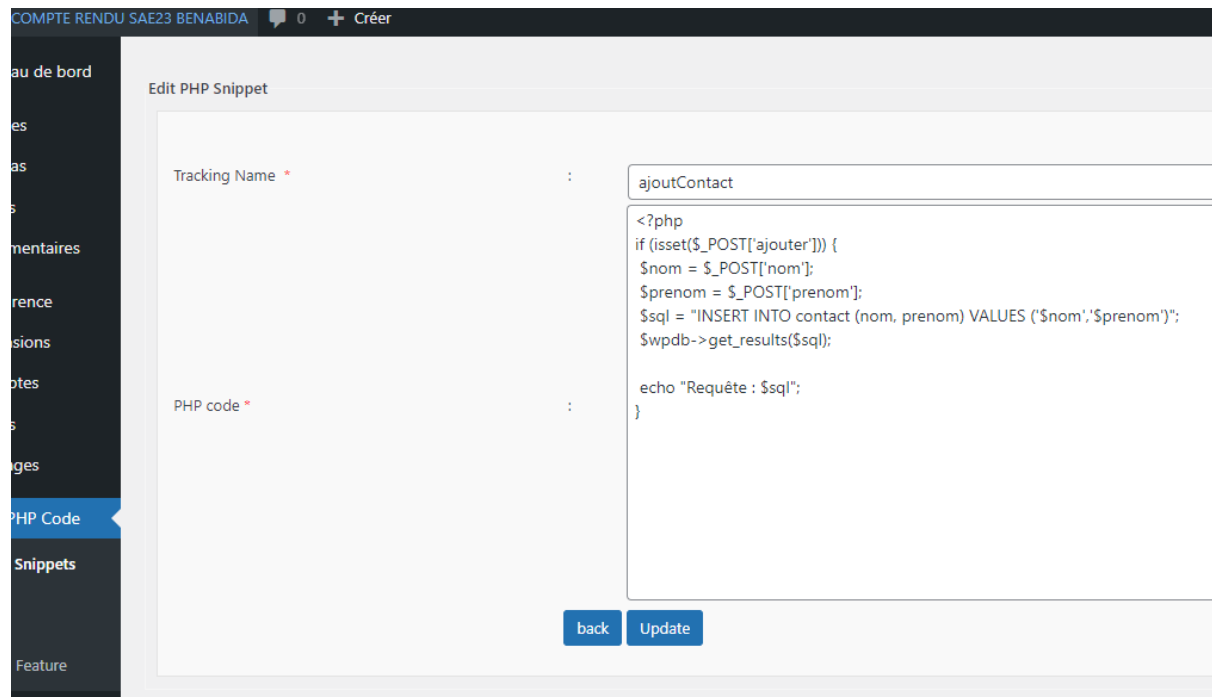 COMPTE RENDU SAE23 BENABIDA 0 + Créer
au de bord
Edit PHP Snippet
es
as
Tracking Name * : ajoutContact
s
mentaires
rence
sions
otes
s
ges
PHP Code
Snippets
Feature
PHP code * :
<?php
if (isset($_POST['ajouter'])) {
$nom = $_POST['nom'];
$prenom = $_POST['prenom'];
$sql = "INSERT INTO contact (nom, prenom) VALUES ('$nom','$prenom')";
$wpdb->get_results($sql);
echo "Requête : $sql";
}
back Update